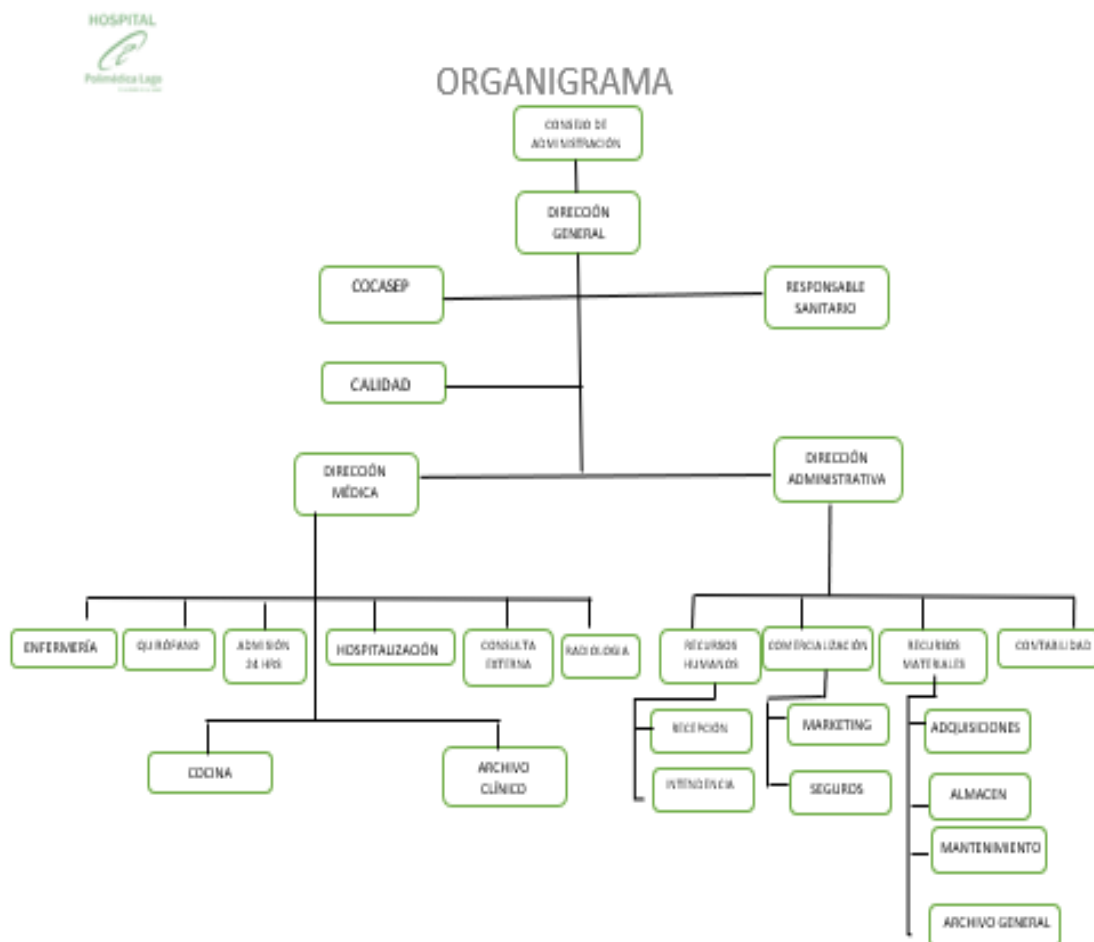 HOSPITAL
Polimédica Lago
ORGANIGRAMA
CONSEJO DE
ADMINISTRACIÓN
DIRECCIÓN
GENERAL
COCASEP
RESPONSABLE
SANITARIO
CALIDAD
DIRECCIÓN
MÉDICA
DIRECCIÓN
ADMINISTRATIVA
ENFERMERÍA
QUIRÓFANO
ADMISIÓN
24 HRS
HOSPITALIZACIÓN
CONSULTA
EXTERNA
RADIOLOGIA
RECURSOS
HUMANOS
COMERCIALIZACIÓN
RECURSOS
MATERIALES
CONTABILIDAD
RECEPCIÓN
MARKETING
ADQUISICIONES
INTENDENCIA
SEGUROS
ALMACEN
MANTENIMIENTO
ARCHIVO GENERAL
COCINA
ARCHIVO
CLÍNICO